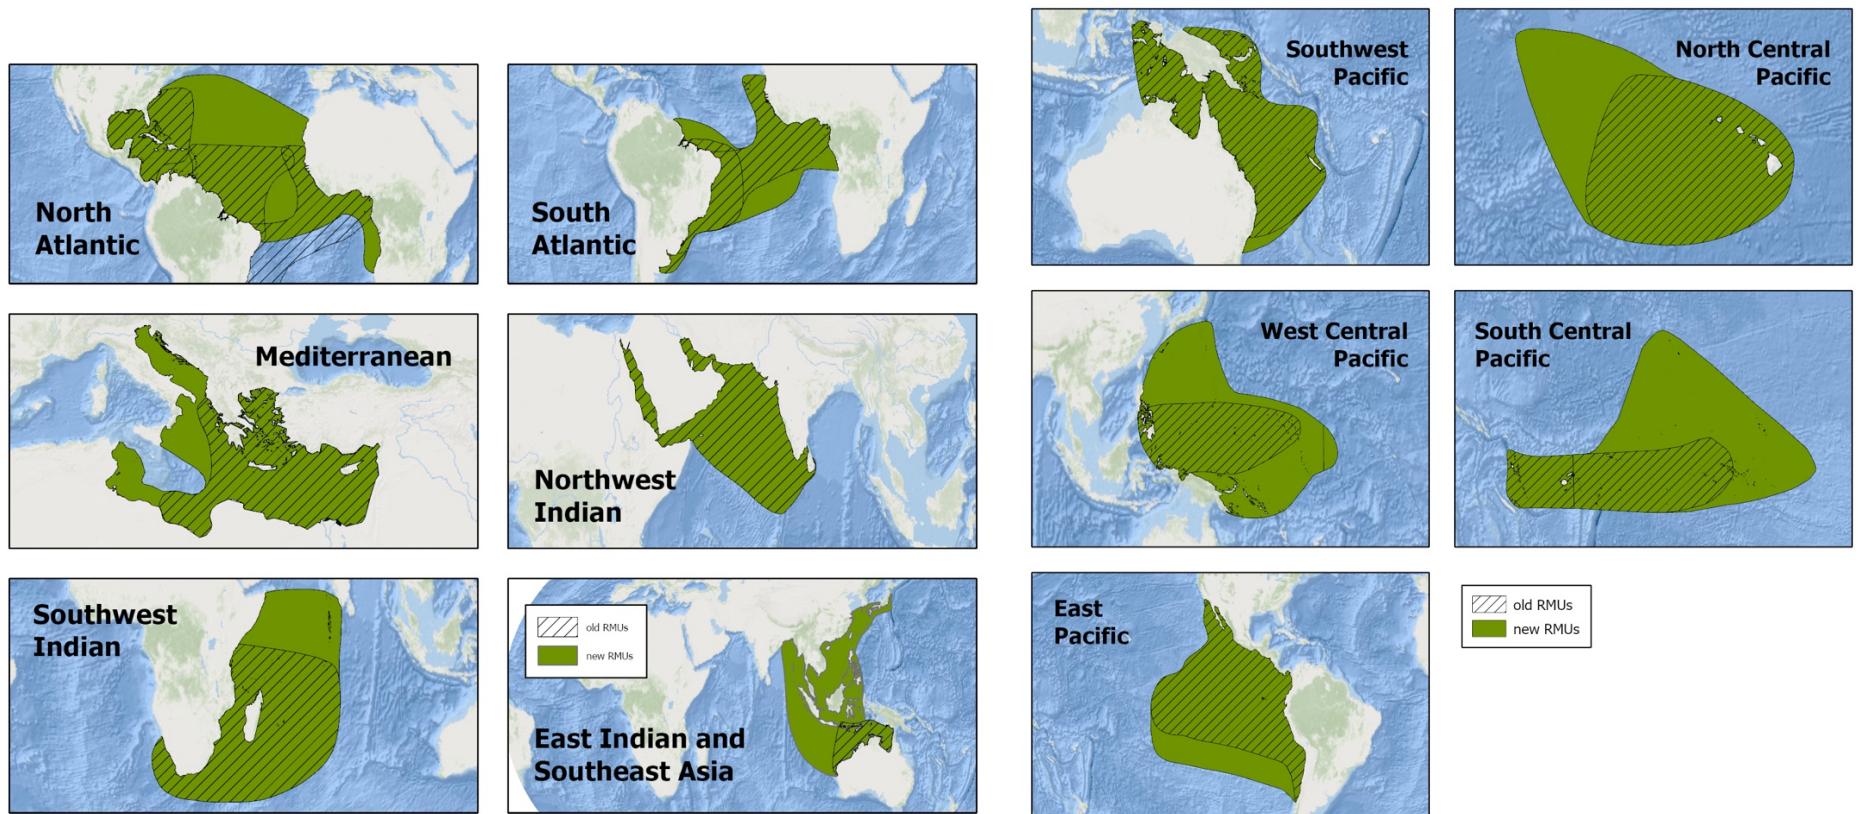 North
Atlantic
South
Atlantic
Southwest
Pacific
North Central
Pacific
Mediterranean
Northwest
Indian
West Central
Pacific
South Central
Pacific
Southwest
Indian
old RMUs
new RMUs
East Indian and
Southeast Asia
East
Pacific
old RMUs
new RMUs